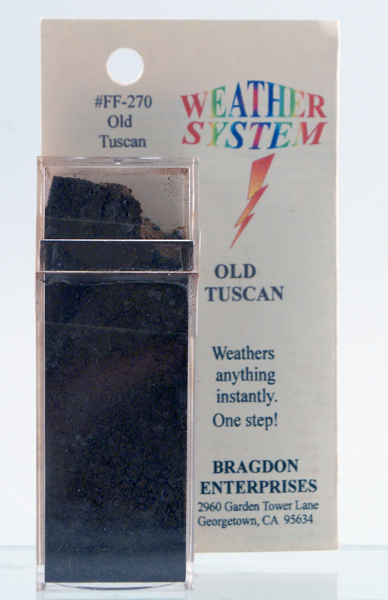 #FF-270
Old
Tuscan
WEATHER
SYSTEM
OLD
TUSCAN
Weathers
anything
instantly.
One step!
BRAGDON
ENTERPRISES
2960 Garden Tower Lane
Georgetown, CA 95634